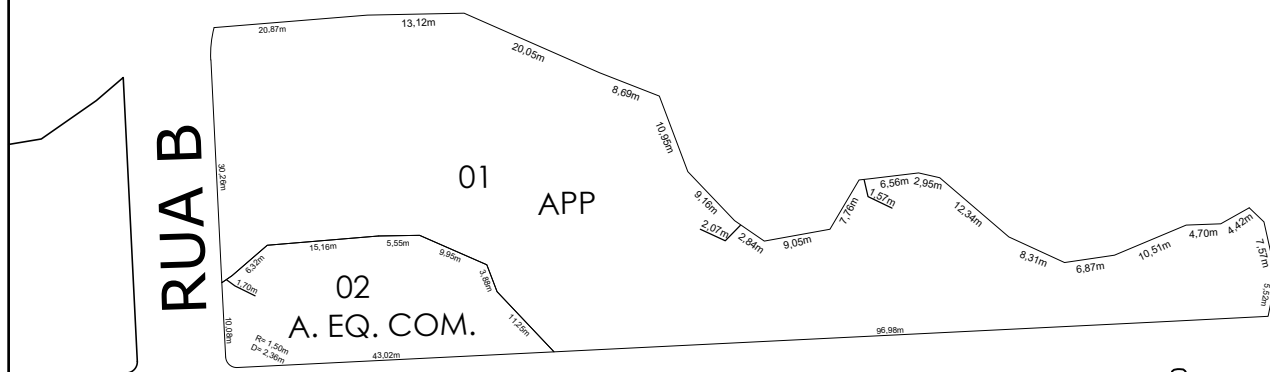 20,87m
13,12m
20,05m
8,69m
10,95m
9,16m
2,07m
2,84m
9,05m
7,76m
6,56m
1,57m
2,95m
12,34m
8,31m
6,87m
10,51m
4,70m
4,42m
7,57m
5,52m
96,98m
RUA B
30,26m
01
APP
6,32m
1,70m
15,16m
5,55m
9,95m
3,88m
11,25m
02
A. EQ. COM.
10,08m
R= 1,50m
D= 2,36m
43,02m